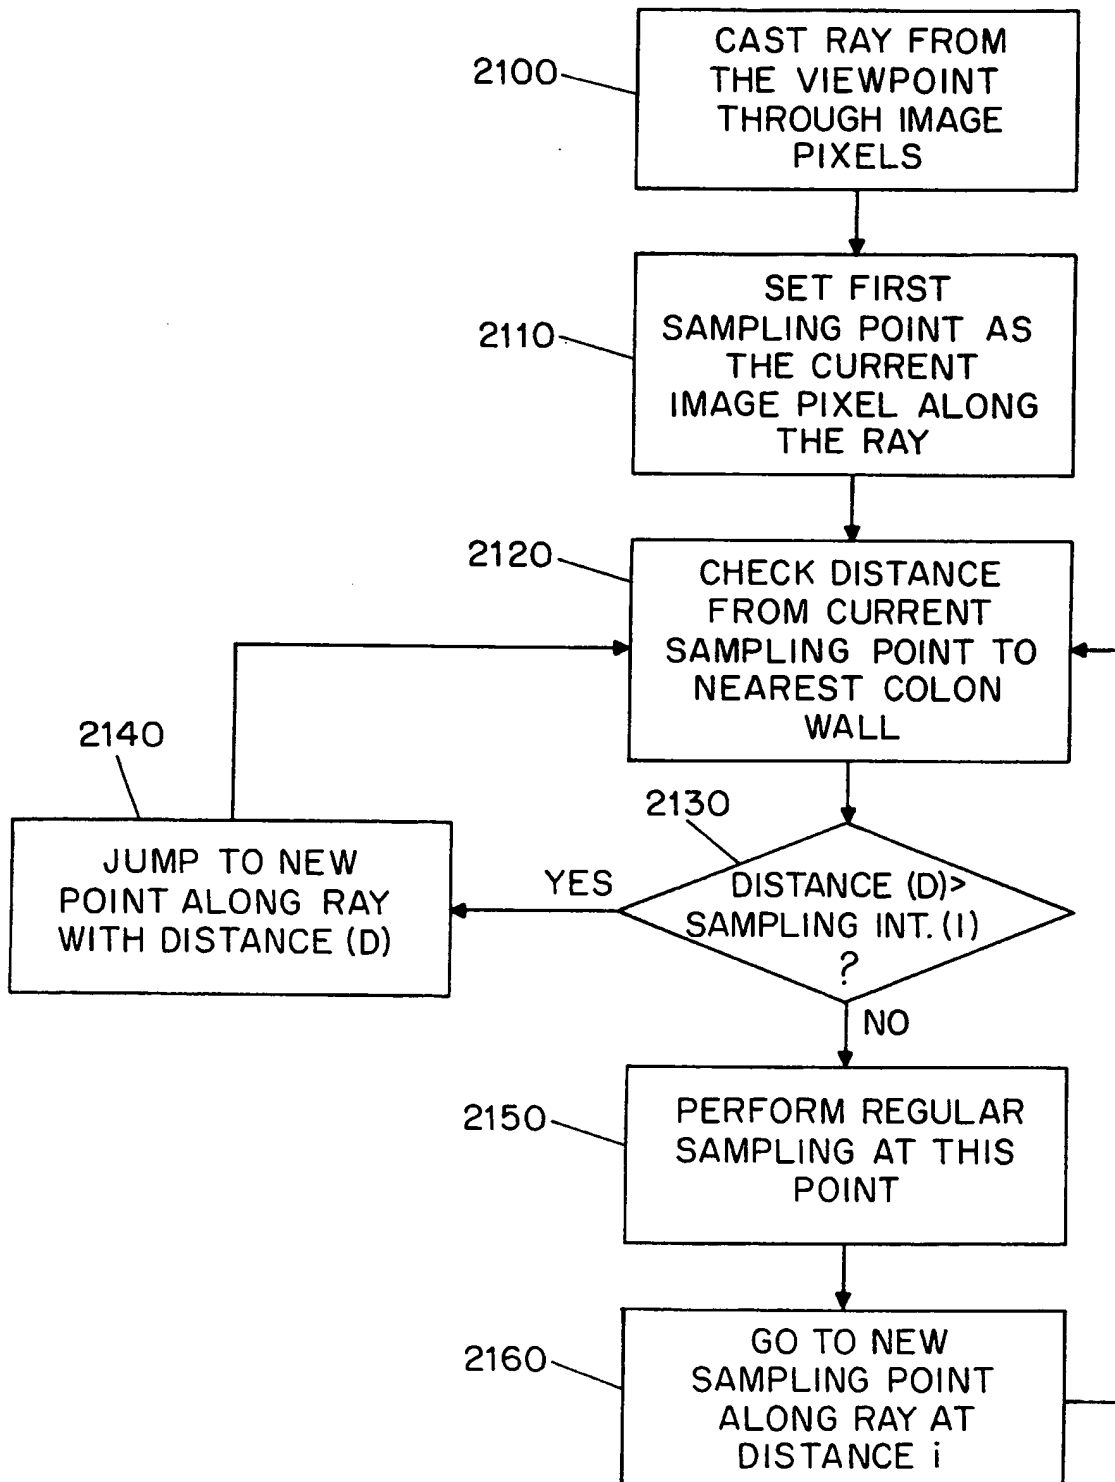 2100
CAST RAY FROM
THE VIEWPOINT
THROUGH IMAGE
PIXELS
2110
SET FIRST
SAMPLING POINT AS
THE CURRENT
IMAGE PIXEL ALONG
THE RAY
2120
CHECK DISTANCE
FROM CURRENT
SAMPLING POINT TO
NEAREST COLON
WALL
2130
DISTANCE (D)>
SAMPLING INT. (I)
?
YES
2140
JUMP TO NEW
POINT ALONG RAY
WITH DISTANCE (D)
NO
2150
PERFORM REGULAR
SAMPLING AT THIS
POINT
2160
GO TO NEW
SAMPLING POINT
ALONG RAY AT
DISTANCE i